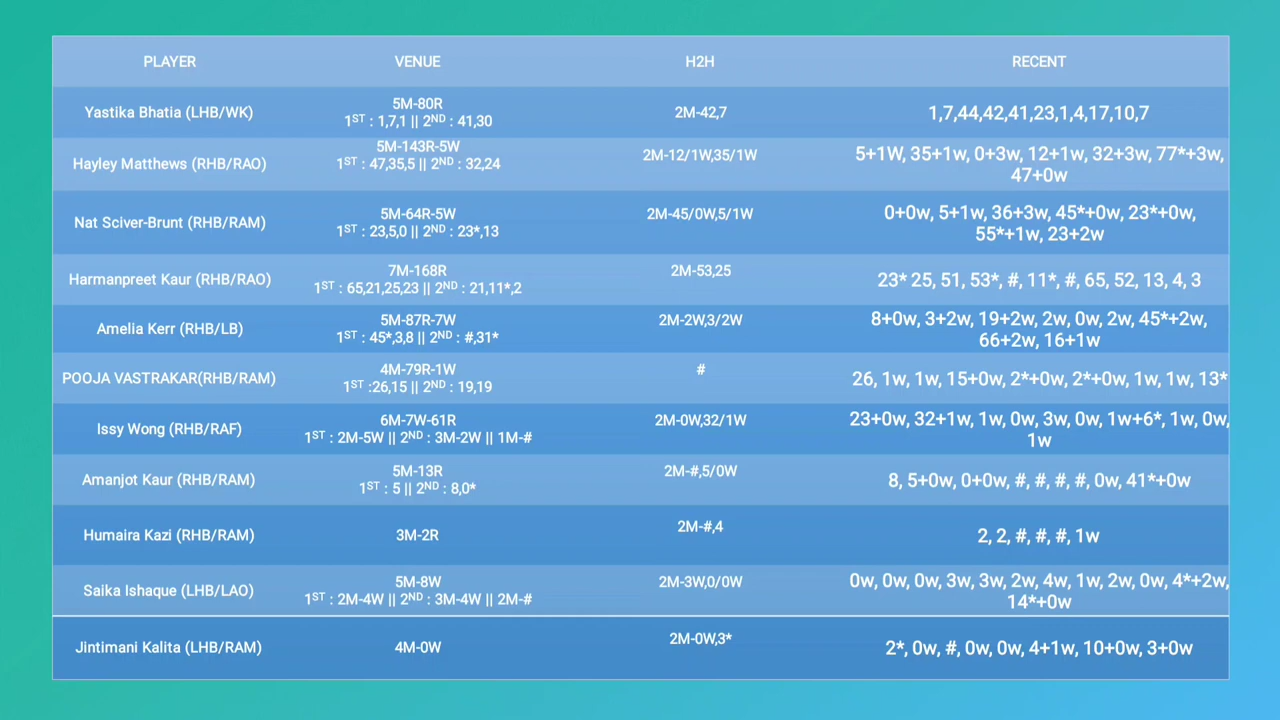 PLAYER VENUE H2H RECENT
Yastika Bhatia (LHB/WK) 5M-80R 2M-42,7 1,7,44,42,41,23,1,4,17,10,7
1ST : 1,7,1 || 2ND : 41,30
Hayley Matthews (RHB/RAO) 5M-143R-5W 2M-12/1W,35/1W 5+1W, 35+1w, 0+3w, 12+1w, 32+3w, 77*+3w,
1ST : 47,35,5 || 2ND : 32,24 47+0w
Nat Sciver-Brunt (RHB/RAM) 5M-64R-5W 2M-45/0W,5/1W 0+0w, 5+1w, 36+3w, 45*+0w, 23*+0w,
1ST : 23,5,0 || 2ND : 23*,13 55*+1w, 23+2w
Harmanpreet Kaur (RHB/RAO) 7M-168R 2M-53,25 23* 25, 51, 53*, #, 11*, #, 65, 52, 13, 4, 3
1ST : 65,21,25,23 || 2ND : 21,11*,2
Amelia Kerr (RHB/LB) 5M-87R-7W 2M-2W,3/2W 8+0w, 3+2w, 19+2w, 2w, 0w, 2w, 45*+2w,
1ST : 45*,3,8 || 2ND : #,31* 66+2w, 16+1w
POOJA VASTRAKAR(RHB/RAM) 4M-79R-1W # 26, 1w, 1w, 15+0w, 2*+0w, 2*+0w, 1w, 1w, 13*
1ST :26,15 || 2ND : 19,19
Issy Wong (RHB/RAF) 6M-7W-61R 2M-0W,32/1W 23+0w, 32+1w, 1w, 0w, 3w, 0w, 1w+6*, 1w, 0w,
1ST : 2M-5W || 2ND : 3M-2W || 1M-# 1w
Amanjot Kaur (RHB/RAM) 5M-13R 2M-#,5/0W 8, 5+0w, 0+0w, #, #, #, #, 0w, 41*+0w
1ST : 5 || 2ND : 8,0*
Humaira Kazi (RHB/RAM) 3M-2R 2M-#,4 2, 2, #, #, #, 1w
Saika Ishaque (LHB/LAO) 5M-8W 2M-3W,0/0W 0w, 0w, 0w, 3w, 3w, 2w, 4w, 1w, 2w, 0w, 4*+2w,
1ST : 2M-4W || 2ND : 3M-4W || 2M-# 14*+0w
Jintimani Kalita (LHB/RAM) 4M-0W 2M-0W,3* 2*, 0w, #, 0w, 0w, 4+1w, 10+0w, 3+0w